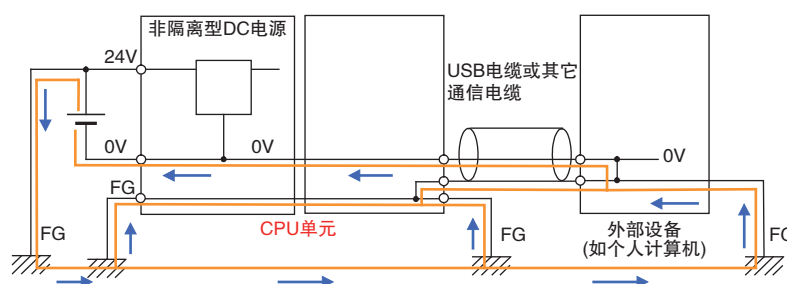 非隔离型DC电源
24V
USB电缆或其它
通信电缆
0V
0V
0V
FG
CPU单元
FG
FG
外部设备
(如个人计算机)
FG